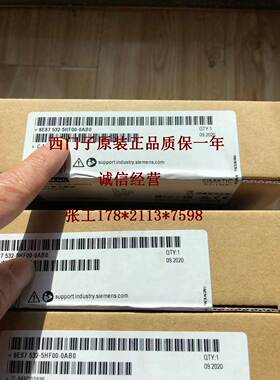 6ES7 532-5HF00-0AB0
QTY:1
09.2020
support.industry.siemens.com
西门子原装正品质保一年
诚信经营
张工178*2113*7598
6ES7 532-5HF00-0AB0
QTY:1
09.2020
support.industry.siemens.com
6ES7 532-5HF00-0AB0
QTY:1
09.2020